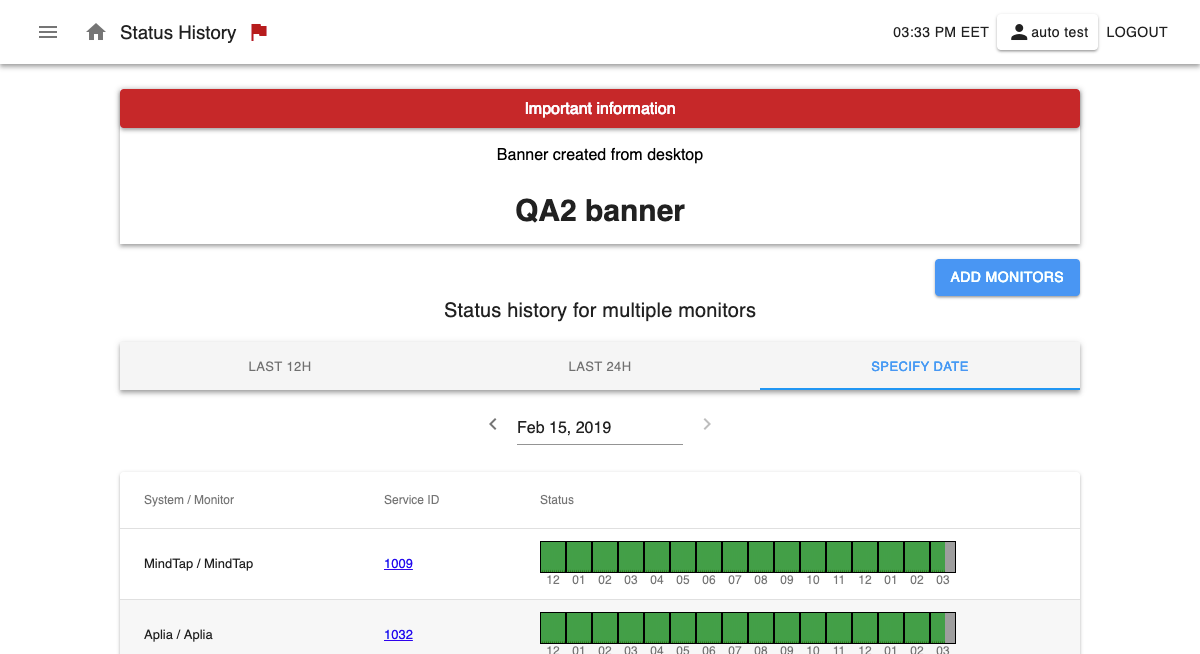 Status History
03:33 PM EET
auto test
LOGOUT
Important information
Banner created from desktop
QA2 banner
ADD MONITORS
Status history for multiple monitors
LAST 12H
LAST 24H
SPECIFY DATE
Feb 15, 2019
System / Monitor
Service ID
Status
MindTap / MindTap
1009
12 01 02 03 04 05 06 07 08 09 10 11 12 01 02 03
Aplia / Aplia
1032
12 01 02 03 04 05 06 07 08 09 10 11 12 01 02 03